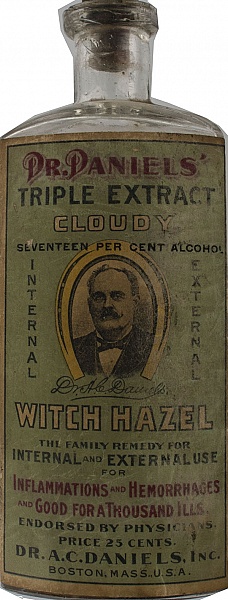 DR. DANIELS'
TRIPLE EXTRACT
CLOUDY
SEVENTEEN PER CENT ALCOHOL
INTERNAL
EXTERNAL
Dr. A.C. Daniels.
WITCH HAZEL
THE FAMILY REMEDY FOR
INTERNAL AND EXTERNAL USE
FOR
INFLAMMATIONS AND HEMORRHAGES
AND GOOD FOR A THOUSAND ILLS,
ENDORSED BY PHYSICIANS.
PRICE 25 CENTS.
DR. A.C. DANIELS, INC.
BOSTON, MASS., U.S.A.